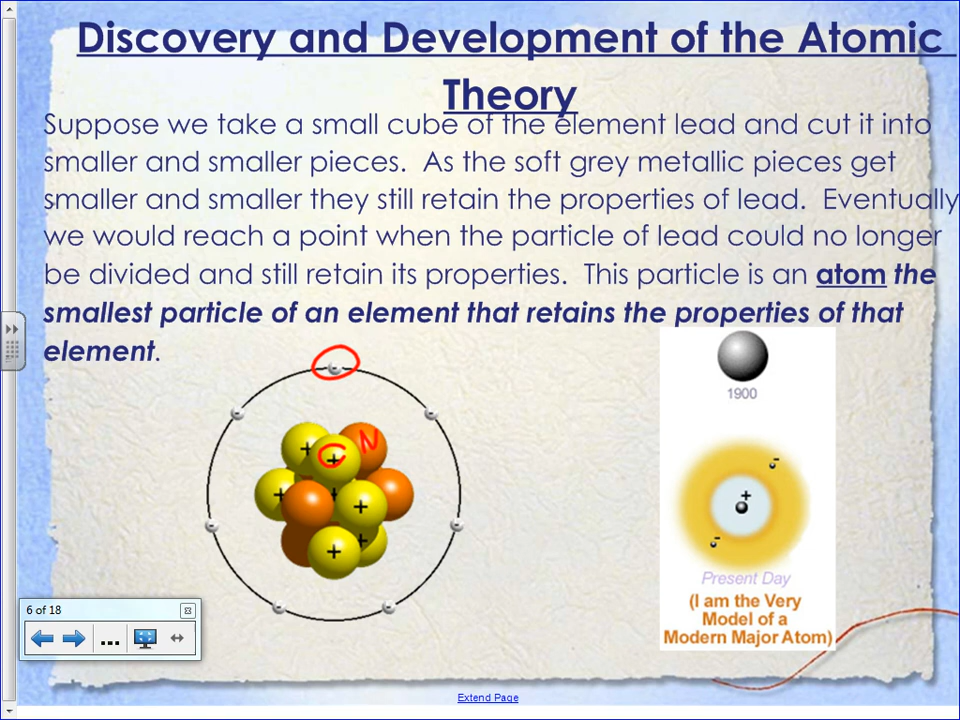 Discovery and Development of the Atomic
Theory
Suppose we take a small cube of the element lead and cut it into
smaller and smaller pieces.  As the soft grey metallic pieces get
smaller and smaller they still retain the properties of lead.  Eventually
we would reach a point when the particle of lead could no longer
be divided and still retain its properties.  This particle is an atom the
smallest particle of an element that retains the properties of that
element.
-
- -
+ N
C
+
+ +
+
- -
+
+
- -
1900
-
+
-
Present Day
(I am the Very
Model of a
Modern Major Atom)
6 of 18
...
Extend Page